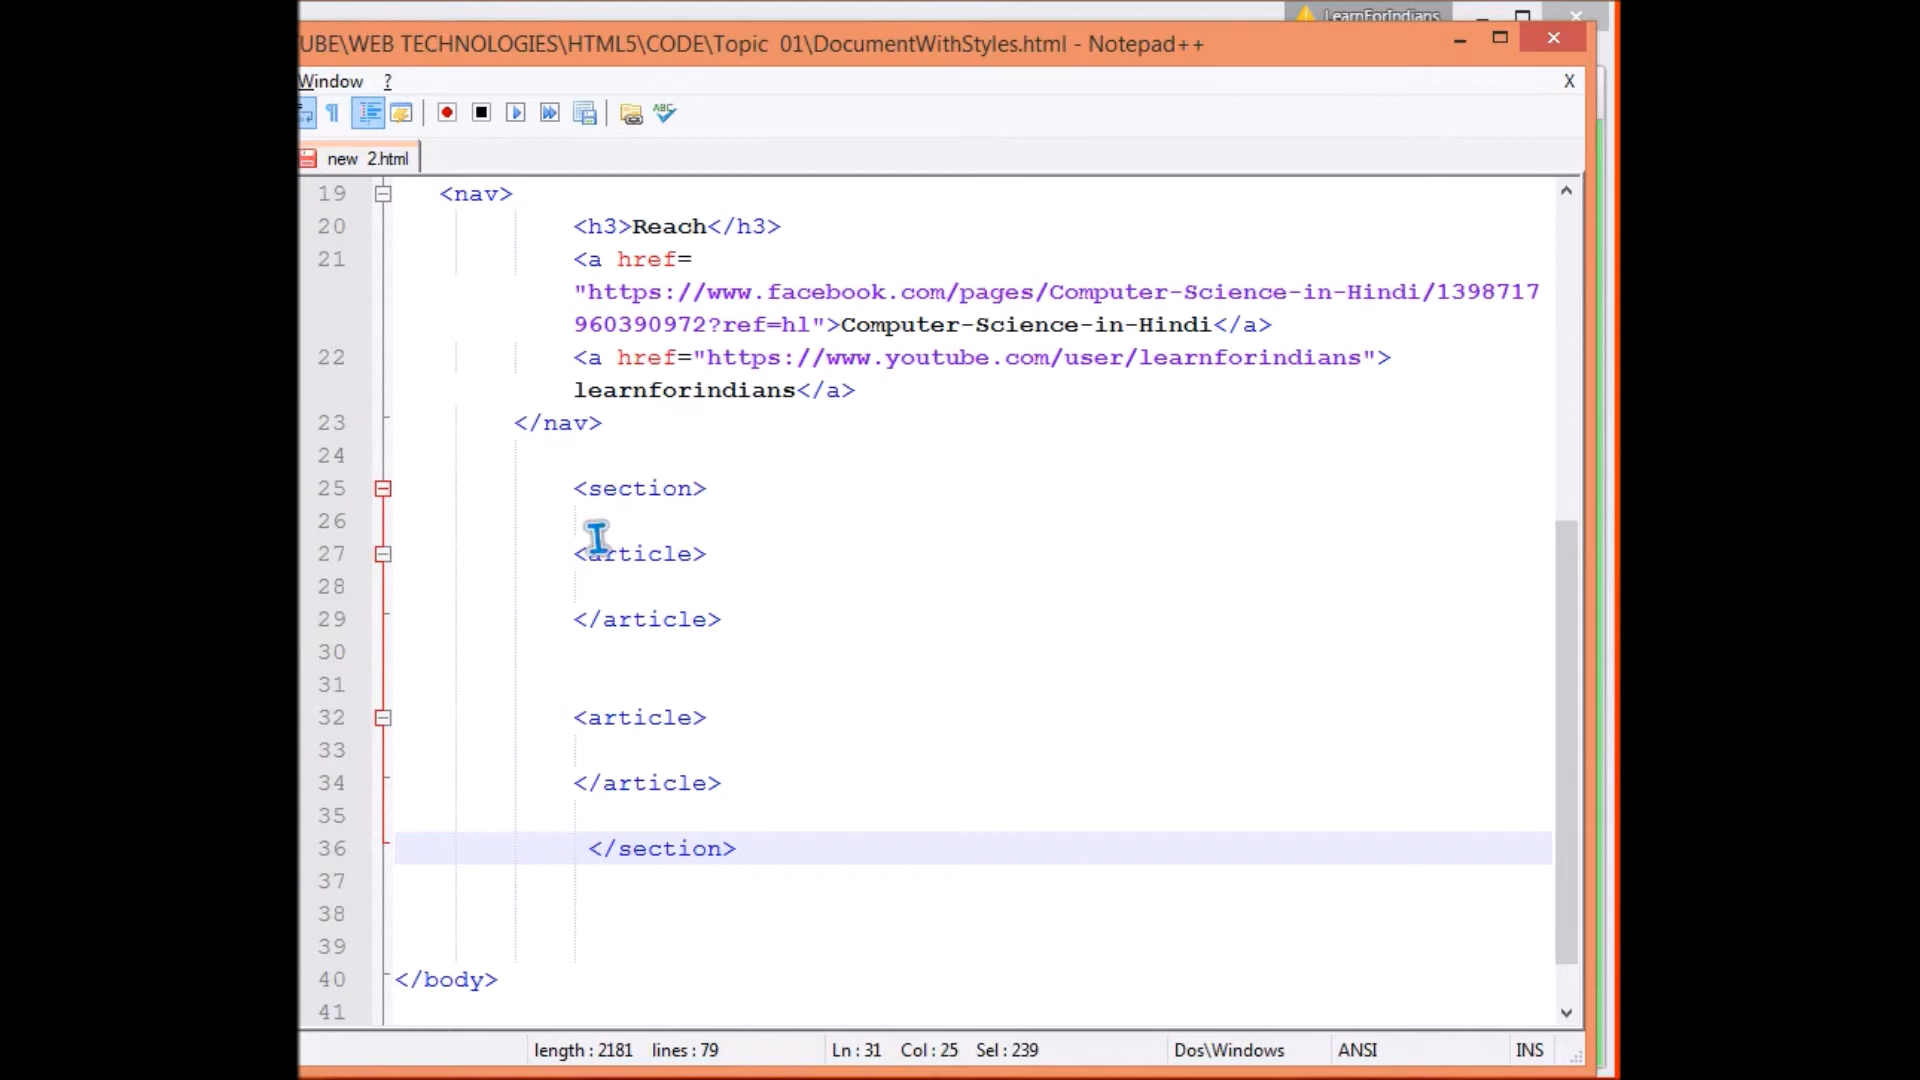 LearnForIndians
UBE\WEB TECHNOLOGIES\HTML5\CODE\Topic 01\DocumentWithStyles.html - Notepad++
Window ? X
ABC
new 2.html
19 <nav>
20 <h3>Reach</h3>
21 <a href=
"https://www.facebook.com/pages/Computer-Science-in-Hindi/1398717
960390972?ref=hl">Computer-Science-in-Hindi</a>
22 <a href="https://www.youtube.com/user/learnforindians">
learnforindians</a>
23 </nav>
24
25 <section>
26
27 <article>
28
29 </article>
30
31
32 <article>
33
34 </article>
35
36 </section>
37
38
39
40 </body>
41
length : 2181 lines : 79 Ln : 31 Col : 25 Sel : 239 Dos\Windows ANSI INS